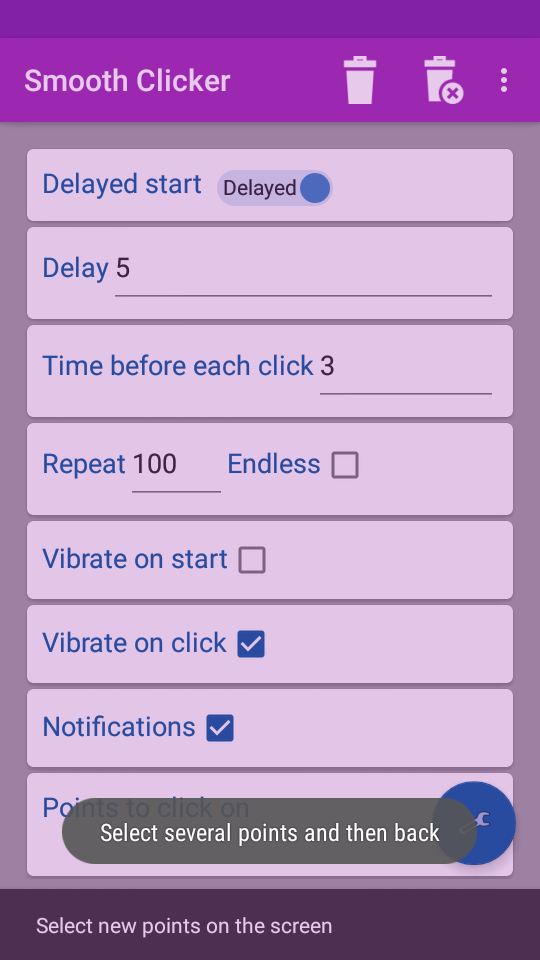 Smooth Clicker
Delayed start Delayed
Delay 5
Time before each click 3
Repeat 100 Endless
Vibrate on start
Vibrate on click
Notifications
Points to click on
Select several points and then back
Select new points on the screen